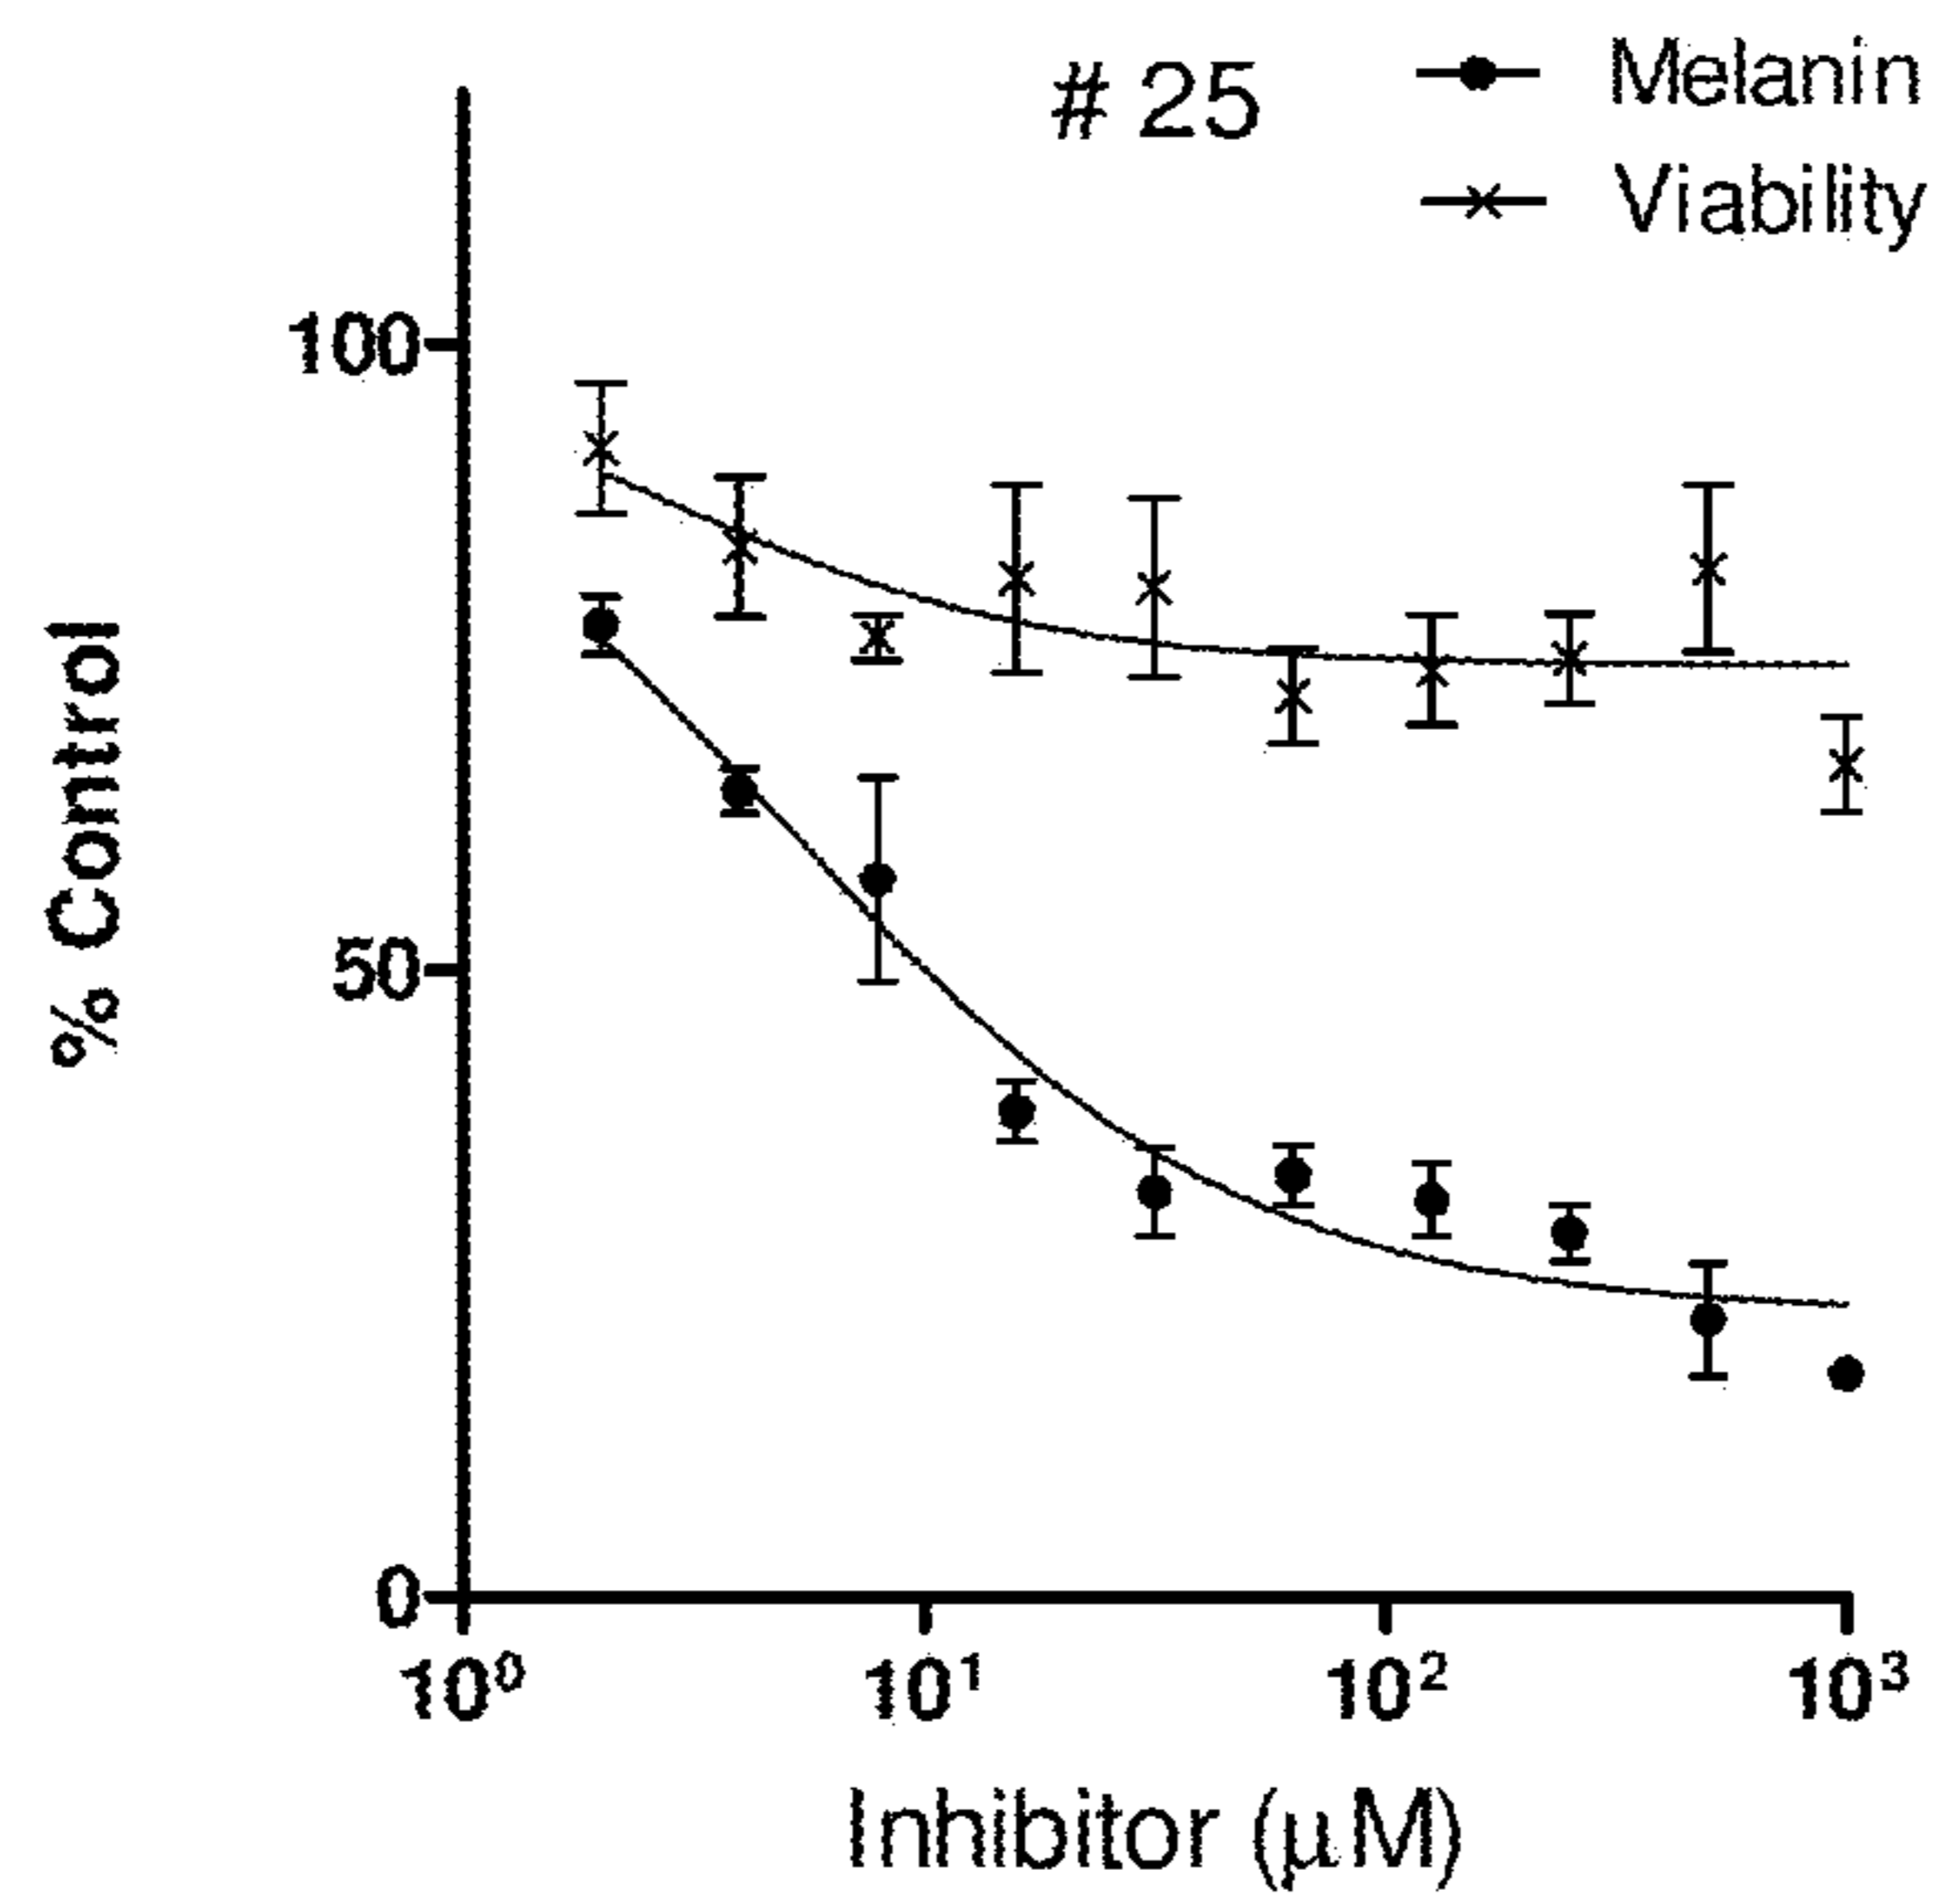 # 25
Melanin
Viability
% Control
100
50
0
10⁰
10¹
10²
10³
Inhibitor (µM)